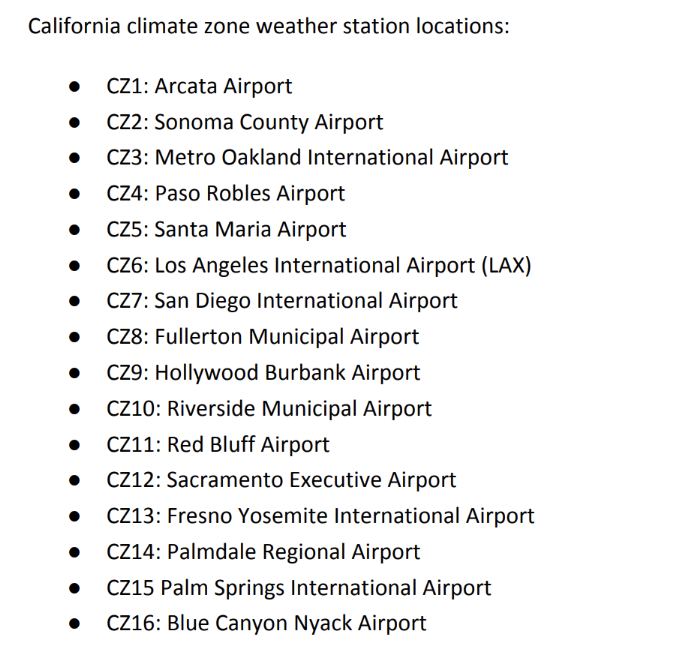 California climate zone weather station locations:
● CZ1: Arcata Airport
● CZ2: Sonoma County Airport
● CZ3: Metro Oakland International Airport
● CZ4: Paso Robles Airport
● CZ5: Santa Maria Airport
● CZ6: Los Angeles International Airport (LAX)
● CZ7: San Diego International Airport
● CZ8: Fullerton Municipal Airport
● CZ9: Hollywood Burbank Airport
● CZ10: Riverside Municipal Airport
● CZ11: Red Bluff Airport
● CZ12: Sacramento Executive Airport
● CZ13: Fresno Yosemite International Airport
● CZ14: Palmdale Regional Airport
● CZ15 Palm Springs International Airport
● CZ16: Blue Canyon Nyack Airport